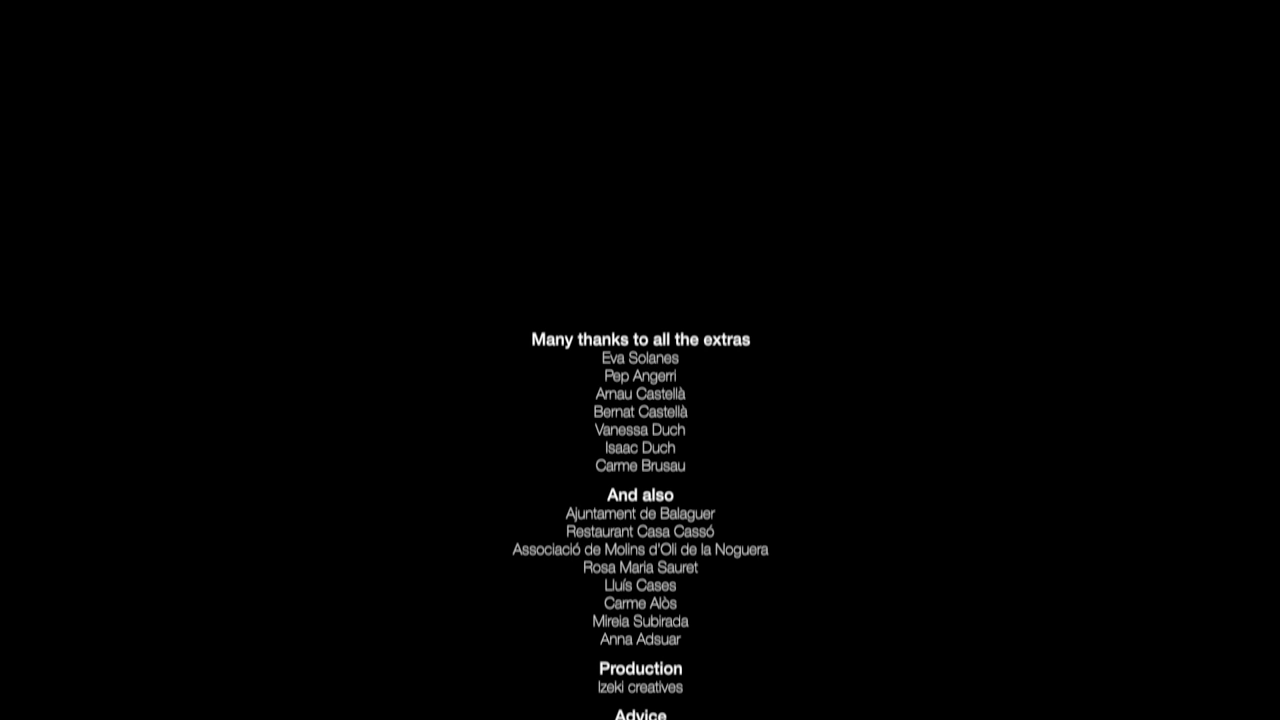 Many thanks to all the extras
Eva Solanes
Pep Angerri
Arnau Castellà
Bernat Castellà
Vanessa Duch
Isaac Duch
Carme Brusau
And also
Ajuntament de Balaguer
Restaurant Casa Cassó
Associació de Molins d'Oli de la Noguera
Rosa Maria Sauret
Lluís Cases
Carme Alòs
Mireia Subirada
Anna Adsuar
Production
Izeki creatives
Advice